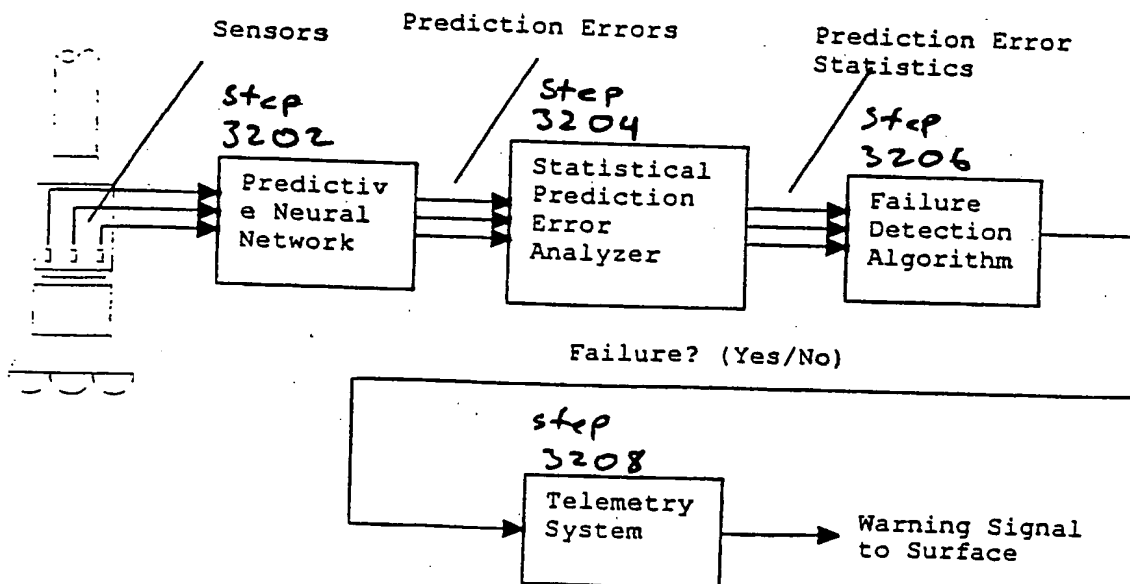 Sensors
Prediction Errors
Prediction Error
Statistics
step
3202
step
3204
step
3206
Predictiv
e Neural
Network
Statistical
Prediction
Error
Analyzer
Failure
Detection
Algorithm
Failure? (Yes/No)
step
3208
Telemetry
System
Warning Signal
to Surface